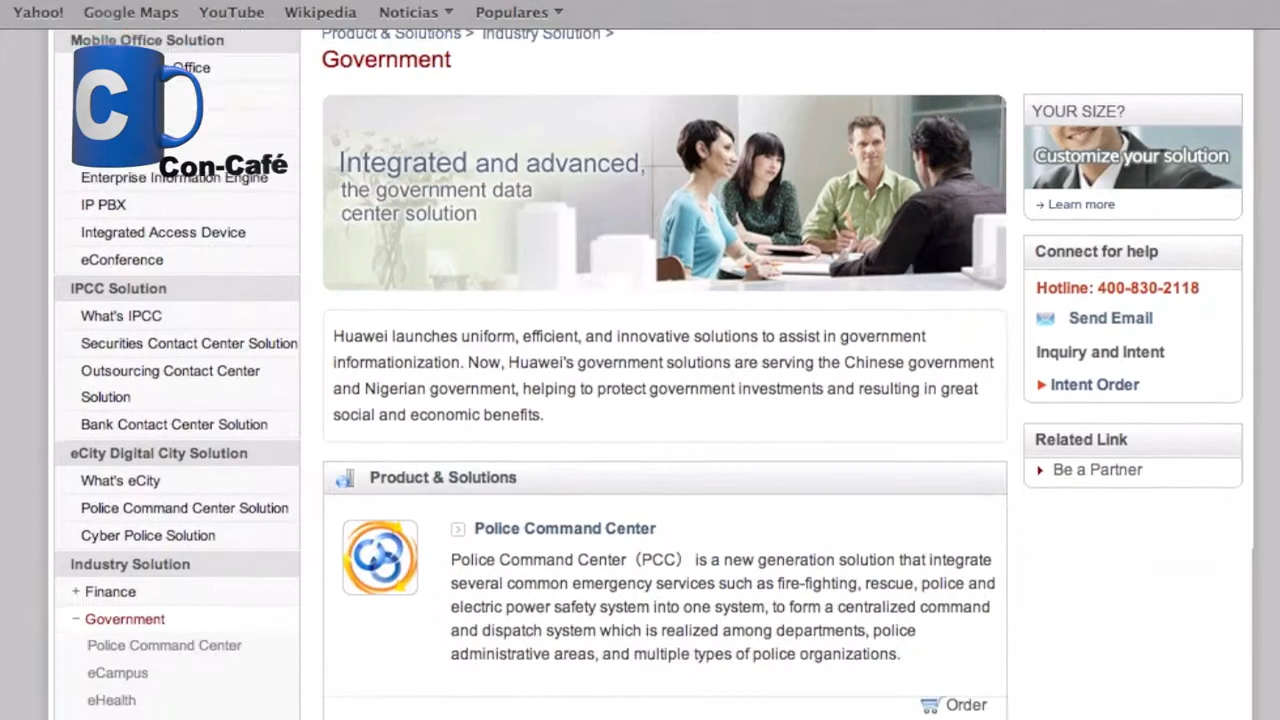 Yahoo! Google Maps YouTube Wikipedia Noticias Populares
Mobile Office Solution
Office
C
Con-Café
Enterprise Information Engine
IP PBX
Integrated Access Device
eConference
IPCC Solution
What's IPCC
Securities Contact Center Solution
Outsourcing Contact Center
Solution
Bank Contact Center Solution
eCity Digital City Solution
What's eCity
Police Command Center Solution
Cyber Police Solution
Industry Solution
+ Finance
− Government
Police Command Center
eCampus
eHealth
Product & Solutions > Industry Solution >
Government
Integrated and advanced,
the government data
center solution
Huawei launches uniform, efficient, and innovative solutions to assist in government
informationization. Now, Huawei's government solutions are serving the Chinese government
and Nigerian government, helping to protect government investments and resulting in great
social and economic benefits.
Product & Solutions
Police Command Center
Police Command Center（PCC） is a new generation solution that integrate
several common emergency services such as fire-fighting, rescue, police and
electric power safety system into one system, to form a centralized command
and dispatch system which is realized among departments, police
administrative areas, and multiple types of police organizations.
Order
YOUR SIZE?
Customize your solution
→ Learn more
Connect for help
Hotline: 400-830-2118
Send Email
Inquiry and Intent
Intent Order
Related Link
Be a Partner